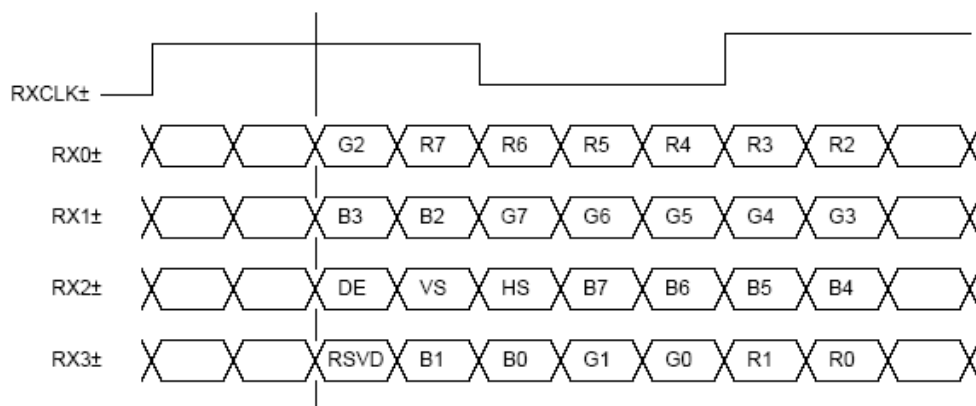 RXCLK±
RX0± G2 R7 R6 R5 R4 R3 R2
RX1± B3 B2 G7 G6 G5 G4 G3
RX2± DE VS HS B7 B6 B5 B4
RX3± RSVD B1 B0 G1 G0 R1 R0